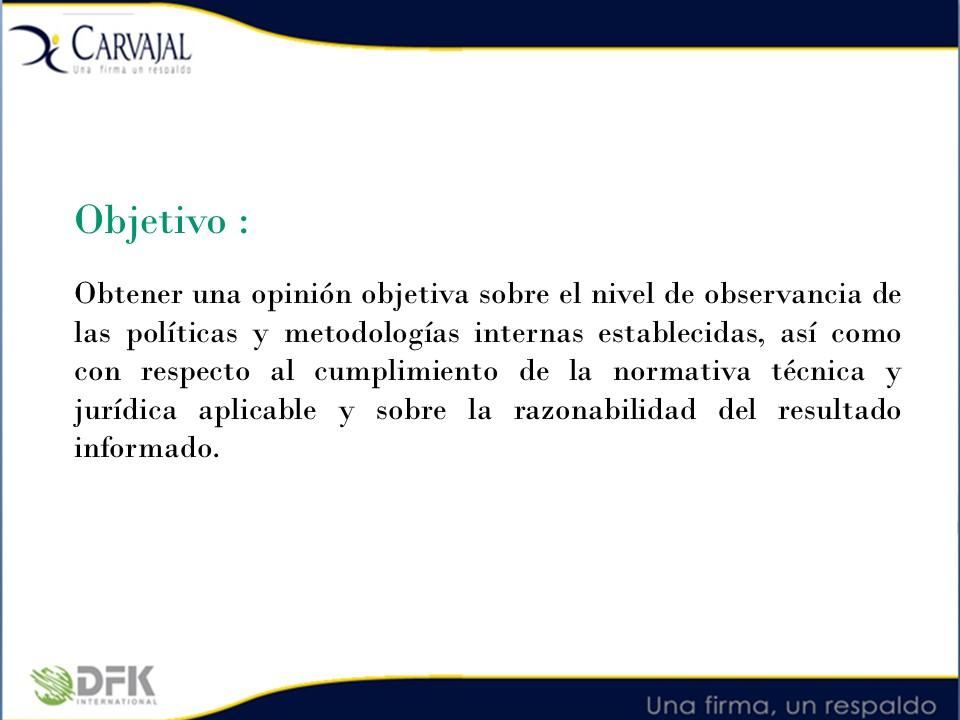 CARVAJAL
Una firma un respaldo
Objetivo :
Obtener una opinión objetiva sobre el nivel de observancia de
las políticas y metodologías internas establecidas, así como
con respecto al cumplimiento de la normativa técnica y
jurídica aplicable y sobre la razonabilidad del resultado
informado.
DFK
INTERNATIONAL
Una firma, un respaldo